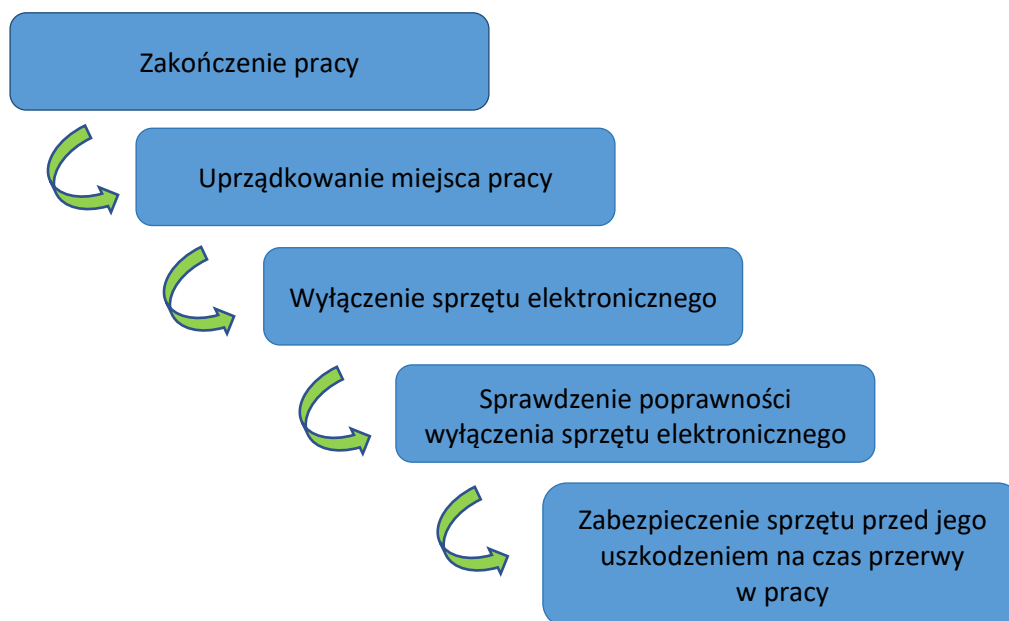 Zakończenie pracy
Uprządkowanie miejsca pracy
Wyłączenie sprzętu elektronicznego
Sprawdzenie poprawności
wyłączenia sprzętu elektronicznego
Zabezpieczenie sprzętu przed jego
uszkodzeniem na czas przerwy
w pracy